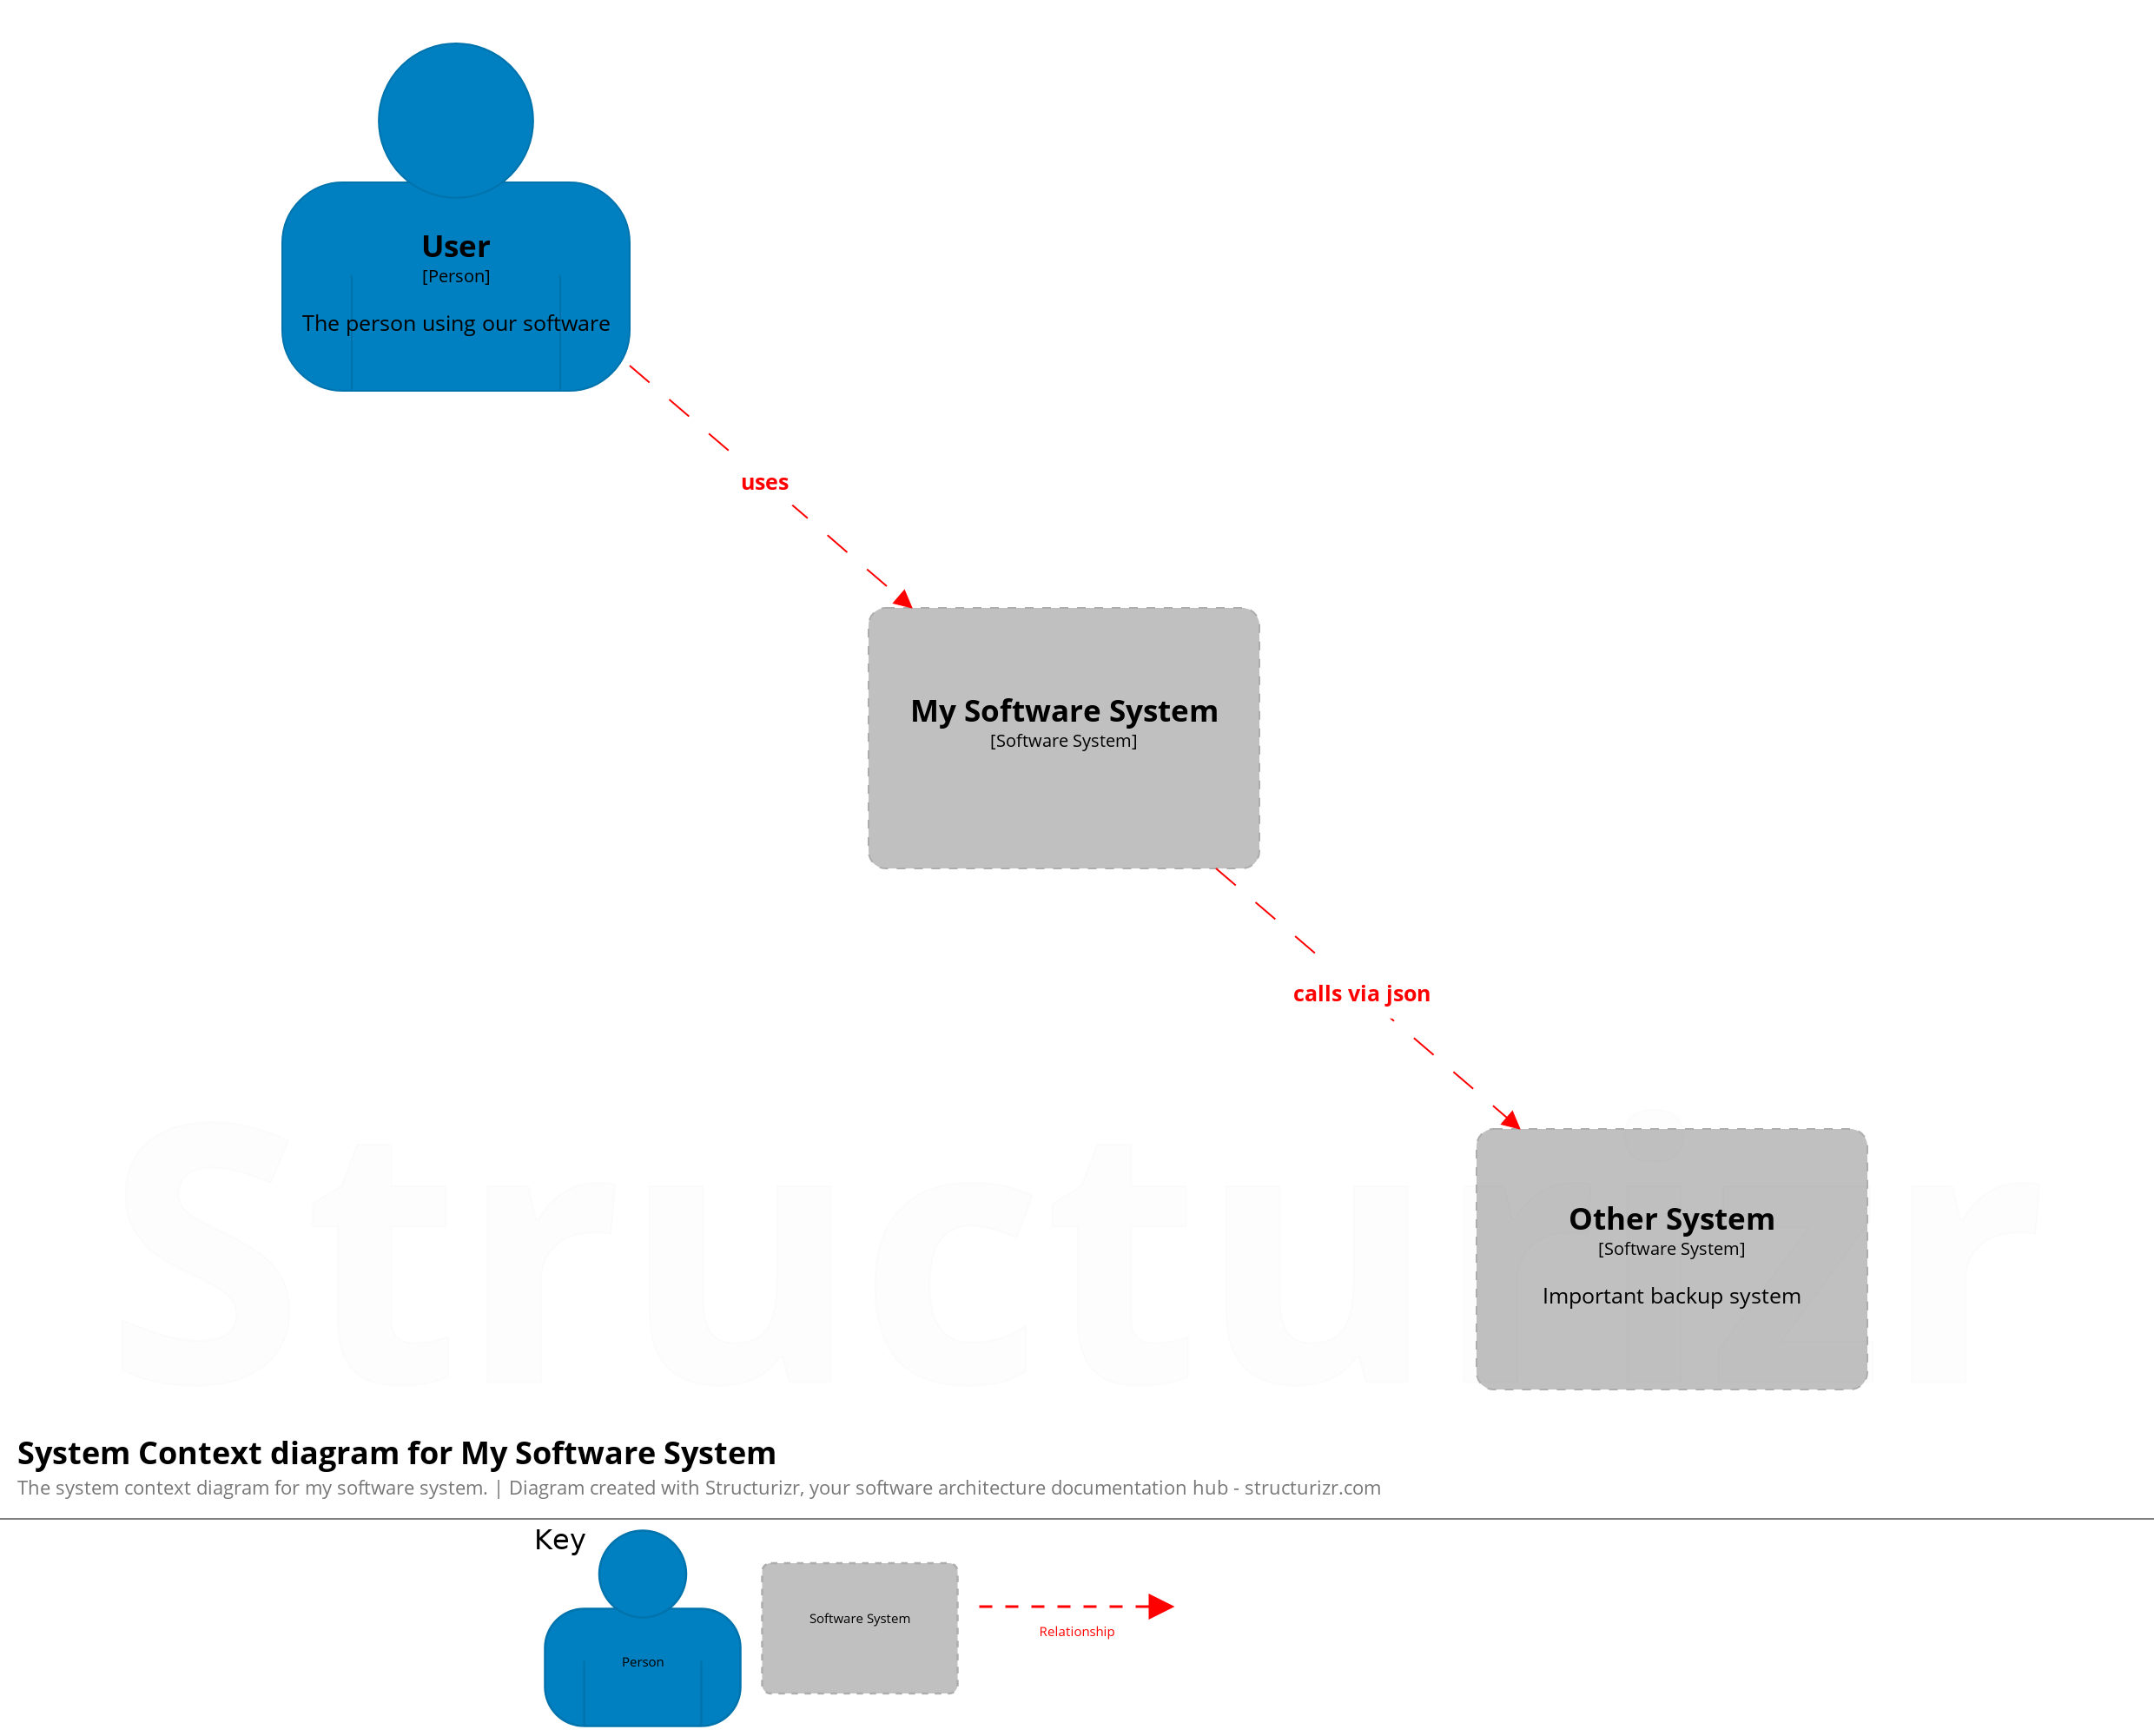 User
[Person]
The person using our software
uses
My Software System
[Software System]
calls via json
Structurizr
Other System
[Software System]
Important backup system
System Context diagram for My Software System
The system context diagram for my software system. | Diagram created with Structurizr, your software architecture documentation hub - structurizr.com
Key
Person
Software System
Relationship